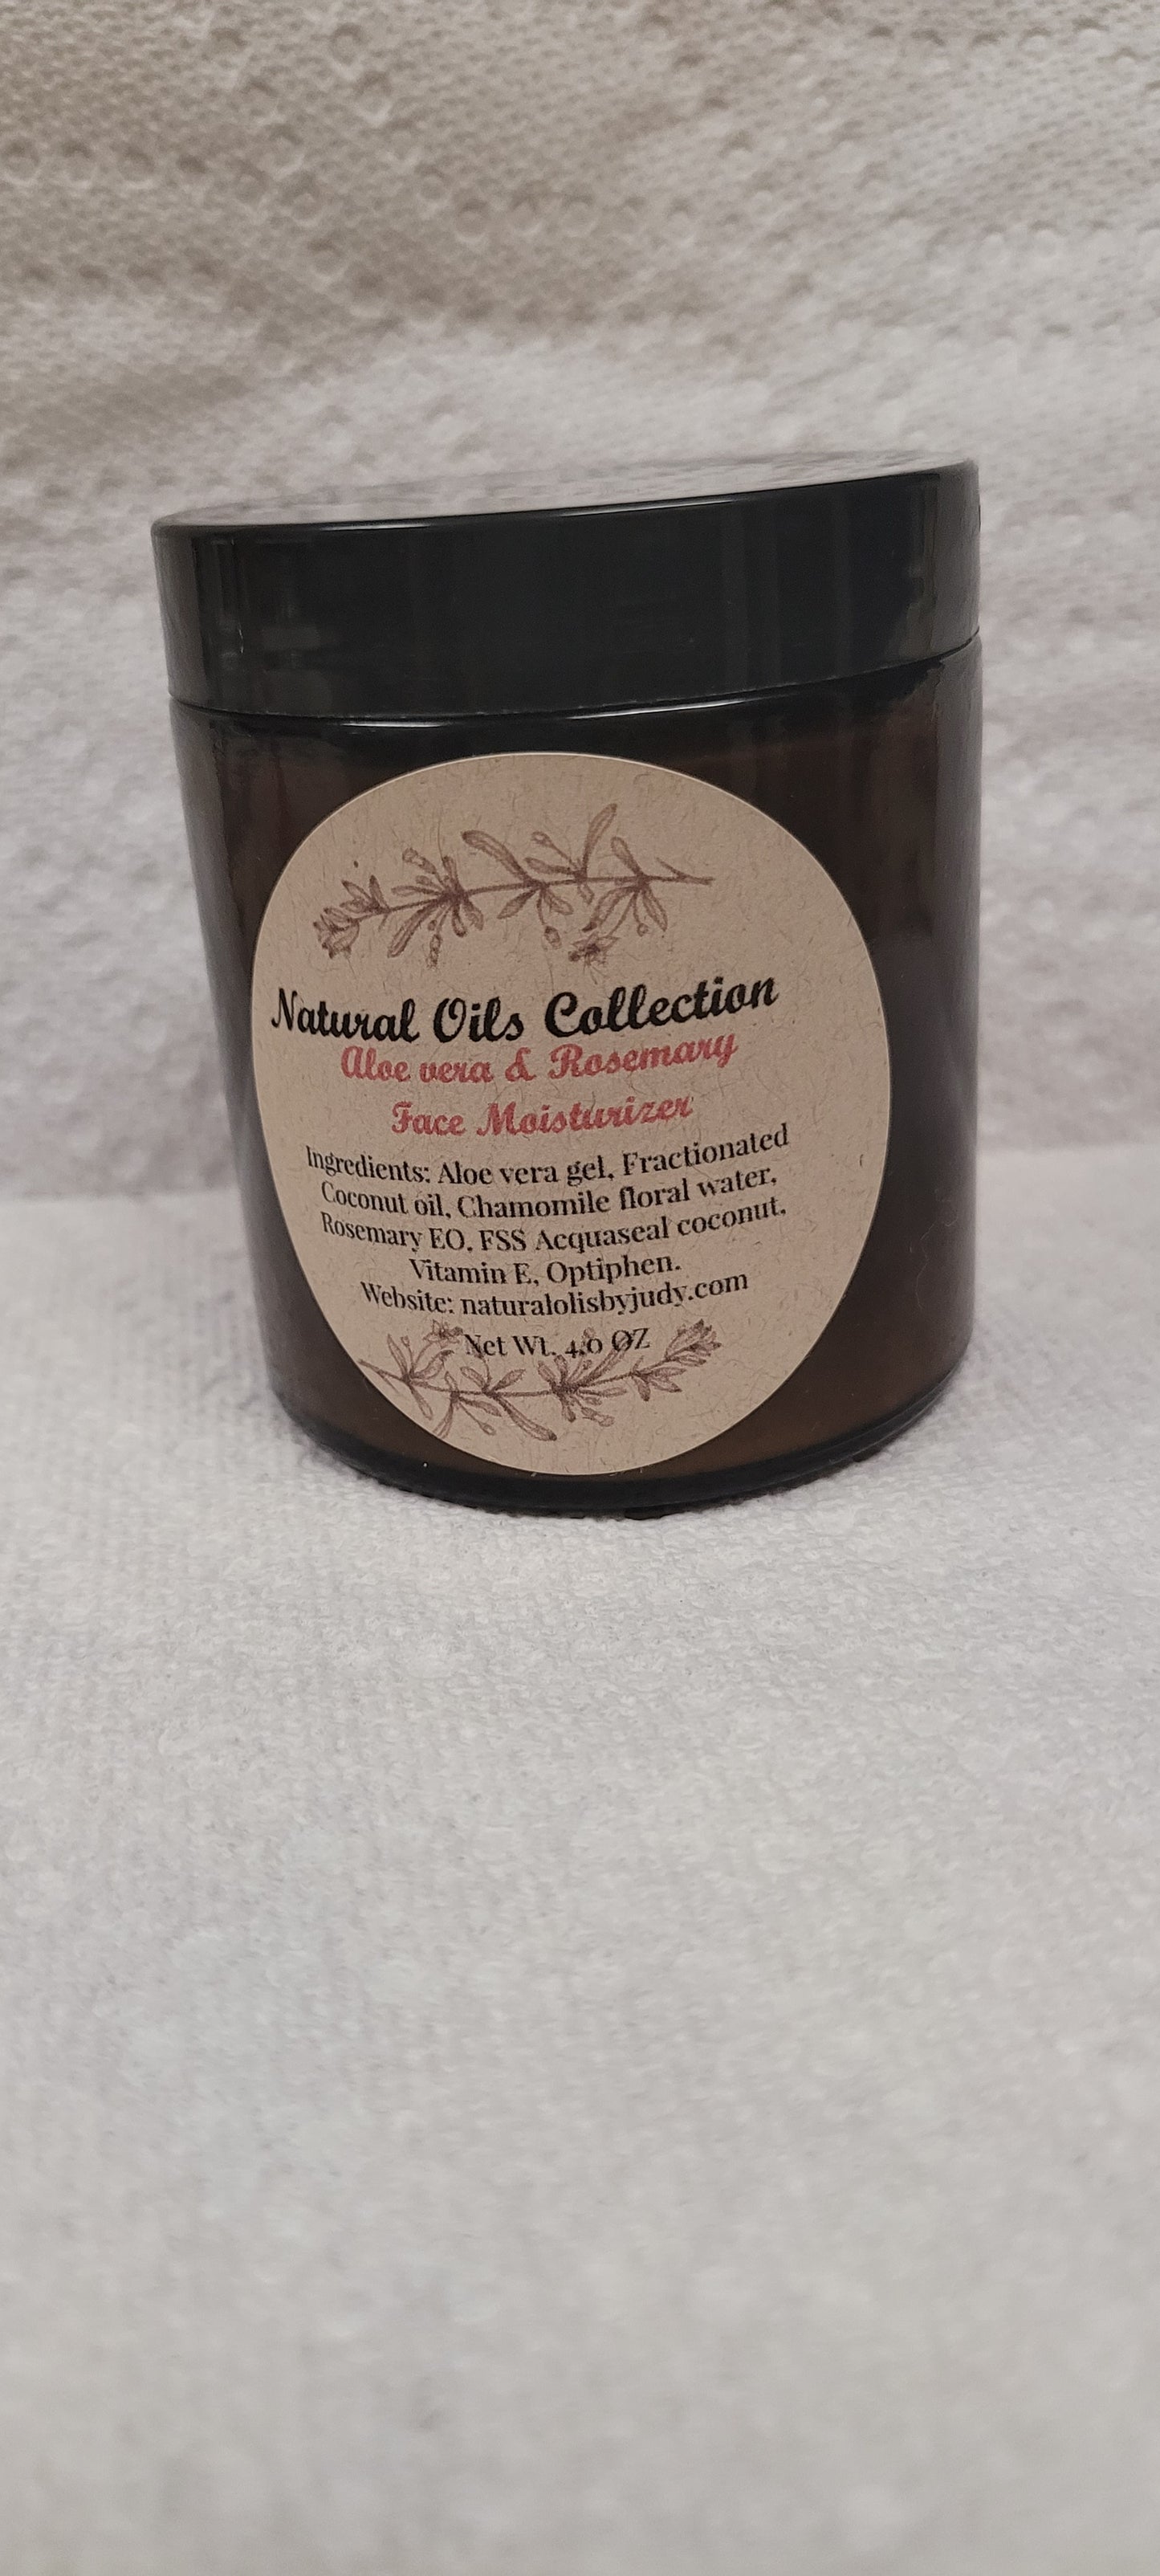 Natural Oils Collection
Aloe vera & Rosemary
Face Moisturizer
Ingredients: Aloe vera gel, Fractionated
Coconut oil, Chamomile floral water,
Rosemary EO, FSS Acquaseal coconut,
Vitamin E, Optiphen.
Website: naturalolisbyjudy.com
Net Wt. 4.0 OZ